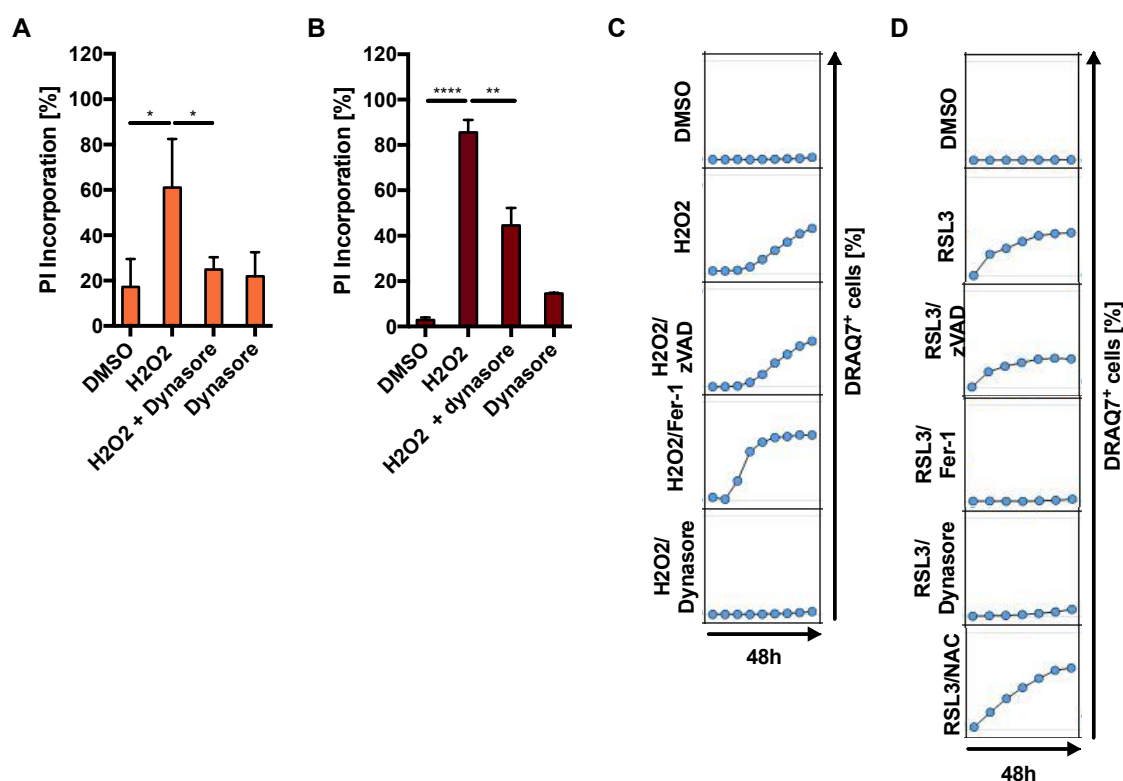 A
120
100
80
60
40
20
0
PI Incorporation [%]
* *
DMSO
H2O2
H2O2 + Dynasore
Dynasore
B
120
100
80
60
40
20
0
PI Incorporation [%]
**** **
DMSO
H2O2
H2O2 + dynasore
Dynasore
C
DMSO
H2O2
H2O2/
zVAD
H2O2/Fer-1
H2O2/
Dynasore
DRAQ7+ cells [%]
48h
D
DMSO
RSL3
RSL3/
zVAD
RSL3/
Fer-1
RSL3/
Dynasore
RSL3/NAC
DRAQ7+ cells [%]
48h